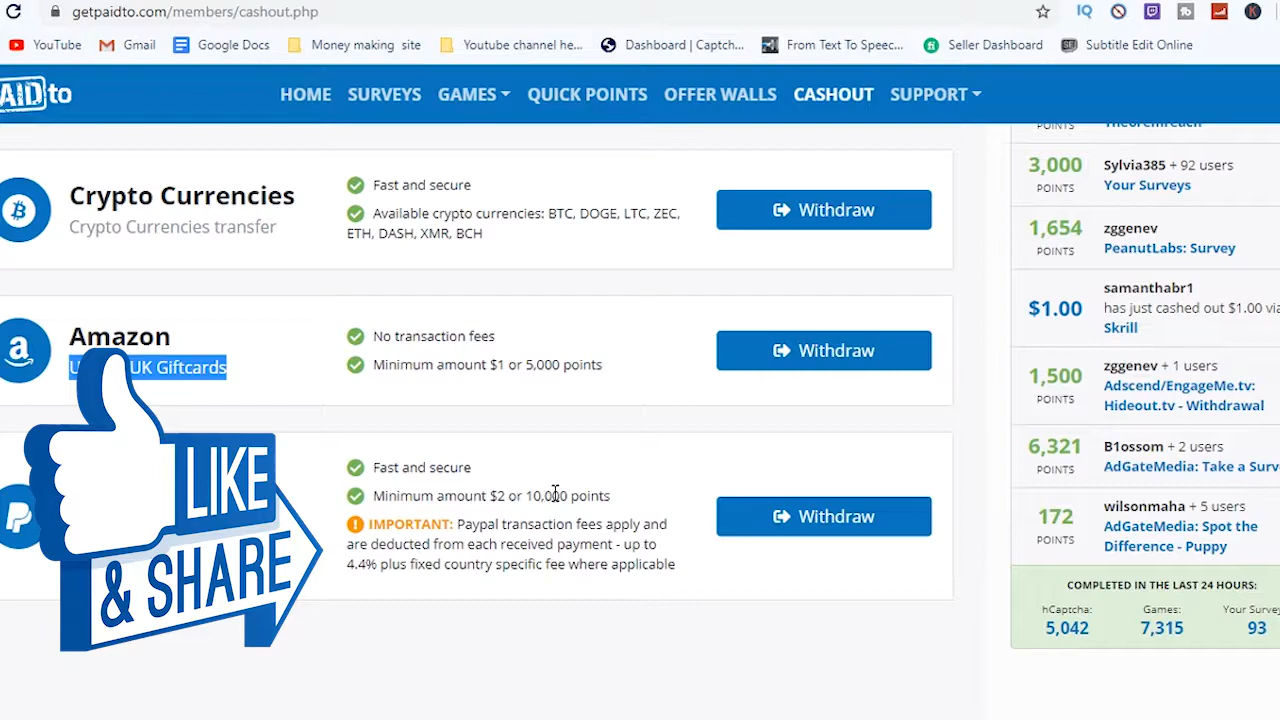 getpaidto.com/members/cashout.php
YouTube
Gmail
Google Docs
Money making site
Youtube channel he...
Dashboard | Captch...
From Text To Speec...
Seller Dashboard
Subtitle Edit Online
PAIDto
HOME SURVEYS GAMES QUICK POINTS OFFER WALLS CASHOUT SUPPORT
Crypto Currencies
Crypto Currencies transfer
Fast and secure
Available crypto currencies: BTC, DOGE, LTC, ZEC,
ETH, DASH, XMR, BCH
Withdraw
Amazon
UK Giftcards
No transaction fees
Minimum amount $1 or 5,000 points
Withdraw
Fast and secure
Minimum amount $2 or 10,000 points
IMPORTANT: Paypal transaction fees apply and
are deducted from each received payment - up to
4.4% plus fixed country specific fee where applicable
Withdraw
LIKE
& SHARE
POINTS
3,000
POINTS
Sylvia385 + 92 users
Your Surveys
1,654
POINTS
zggenev
PeanutLabs: Survey
$1.00
samanthabr1
has just cashed out $1.00 via
Skrill
1,500
POINTS
zggenev + 1 users
Adscend/EngageMe.tv:
Hideout.tv - Withdrawal
6,321
POINTS
B1ossom + 2 users
AdGateMedia: Take a Surv
172
POINTS
wilsonmaha + 5 users
AdGateMedia: Spot the
Difference - Puppy
COMPLETED IN THE LAST 24 HOURS:
hCaptcha: Games: Your Survey
5,042 7,315 93